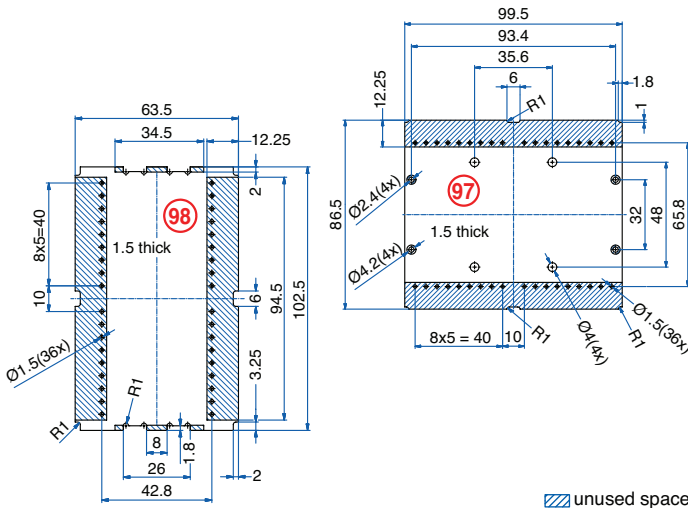 63.5
34.5
12.25
2
8x5=40
98
1.5 thick
10
6
94.5
102.5
Ø1.5(36x)
3.25
R1
R1
8
1.8
26
2
42.8
99.5
93.4
35.6
6
R1
1.8
12.25
1
Ø2.4(4x)
97
86.5
1.5 thick
32
48
65.8
Ø4.2(4x)
8x5 = 40
10
R1
Ø4(4x)
Ø1.5(36x)
R1
unused space